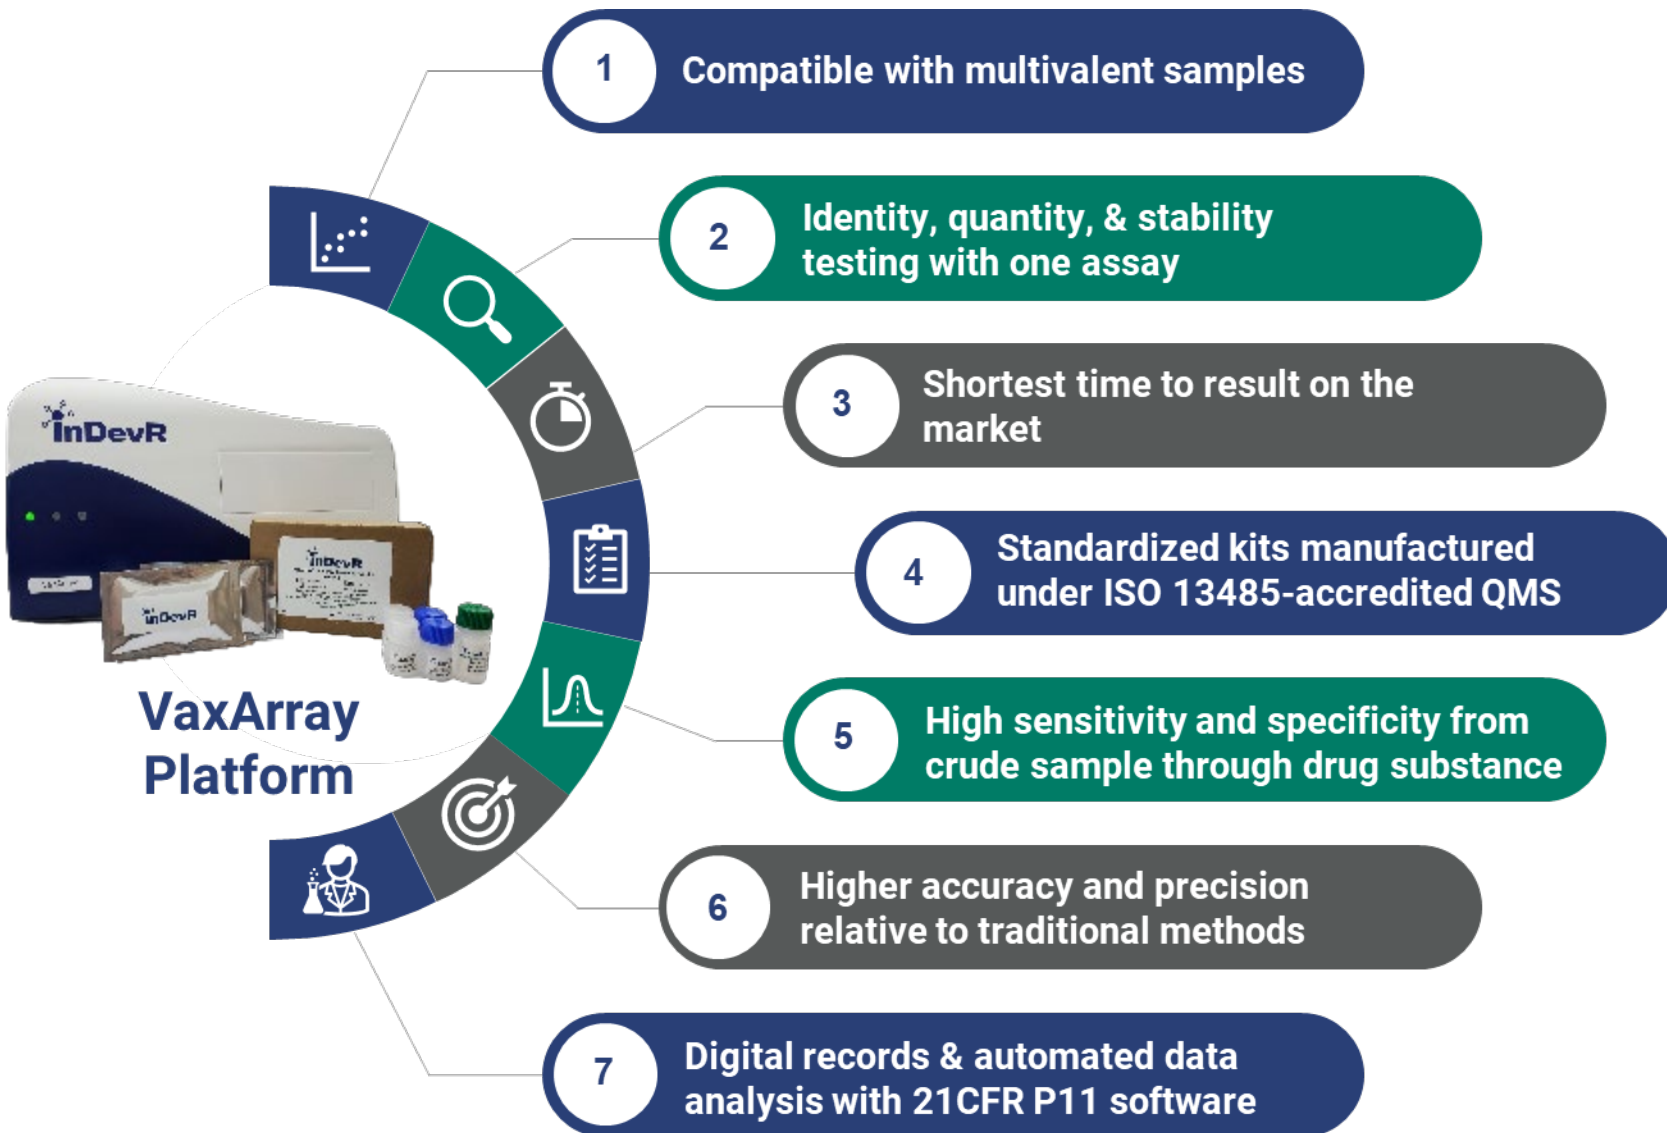 1
Compatible with multivalent samples
2
Identity, quantity, & stability
testing with one assay
3
Shortest time to result on the
market
4
Standardized kits manufactured
under ISO 13485-accredited QMS
5
High sensitivity and specificity from
crude sample through drug substance
6
Higher accuracy and precision
relative to traditional methods
7
Digital records & automated data
analysis with 21CFR P11 software
inDevR
inDevR
inDevR
VaxArray
Platform